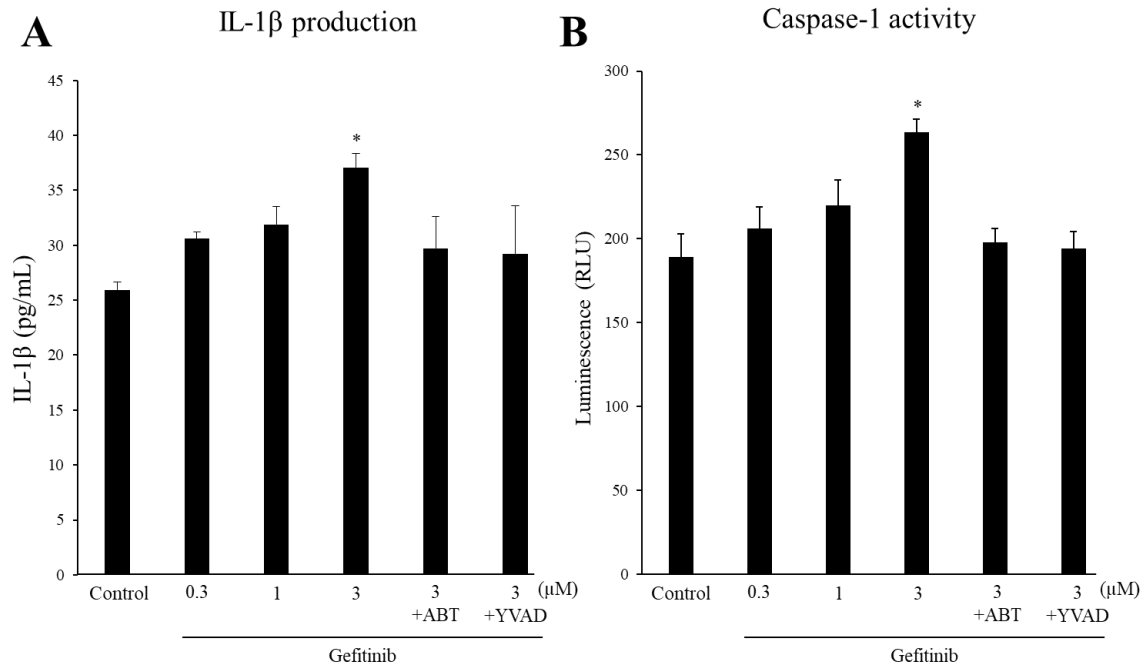 A
IL-1β production
IL-1β (pg/mL)
45
40
35
30
25
20
15
10
5
0
*
Control
0.3
1
3
3
+ABT
3
+YVAD
(μM)
Gefitinib
B
Caspase-1 activity
Luminescence (RLU)
300
250
200
150
100
50
0
*
Control
0.3
1
3
3
+ABT
3
+YVAD
(μM)
Gefitinib